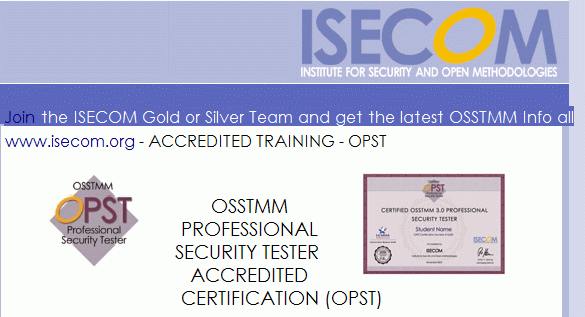 ISECOM
INSTITUTE FOR SECURITY AND OPEN METHODOLOGIES
Join the ISECOM Gold or Silver Team and get the latest OSSTMM Info all
www.isecom.org - ACCREDITED TRAINING - OPST
OSSTMM
OPST
Professional
Security Tester
OSSTMM
PROFESSIONAL
SECURITY TESTER
ACCREDITED
CERTIFICATION (OPST)
OPST
CERTIFIED OSSTMM 3.0 PROFESSIONAL
SECURITY TESTER
Student Name
ISECOM
ISECOM